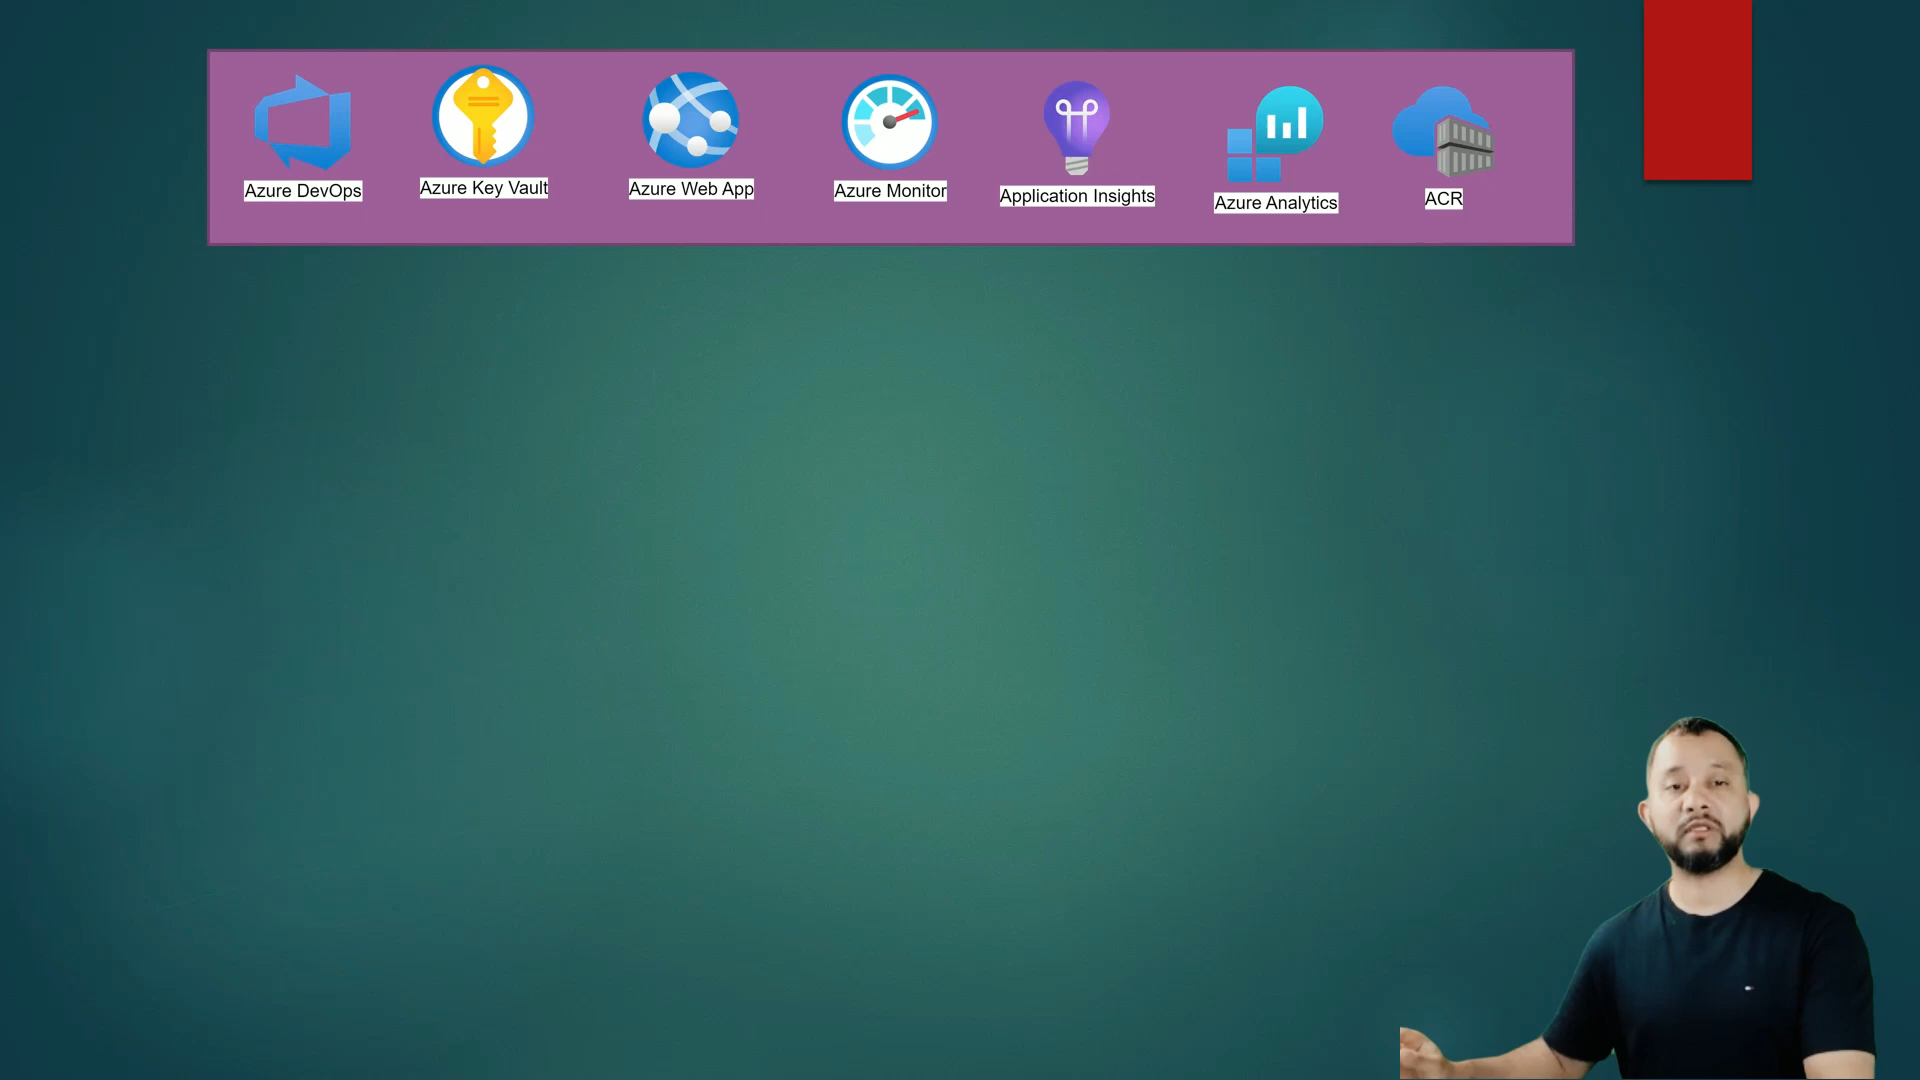 Azure DevOps
Azure Key Vault
Azure Web App
Azure Monitor
Application Insights
Azure Analytics
ACR